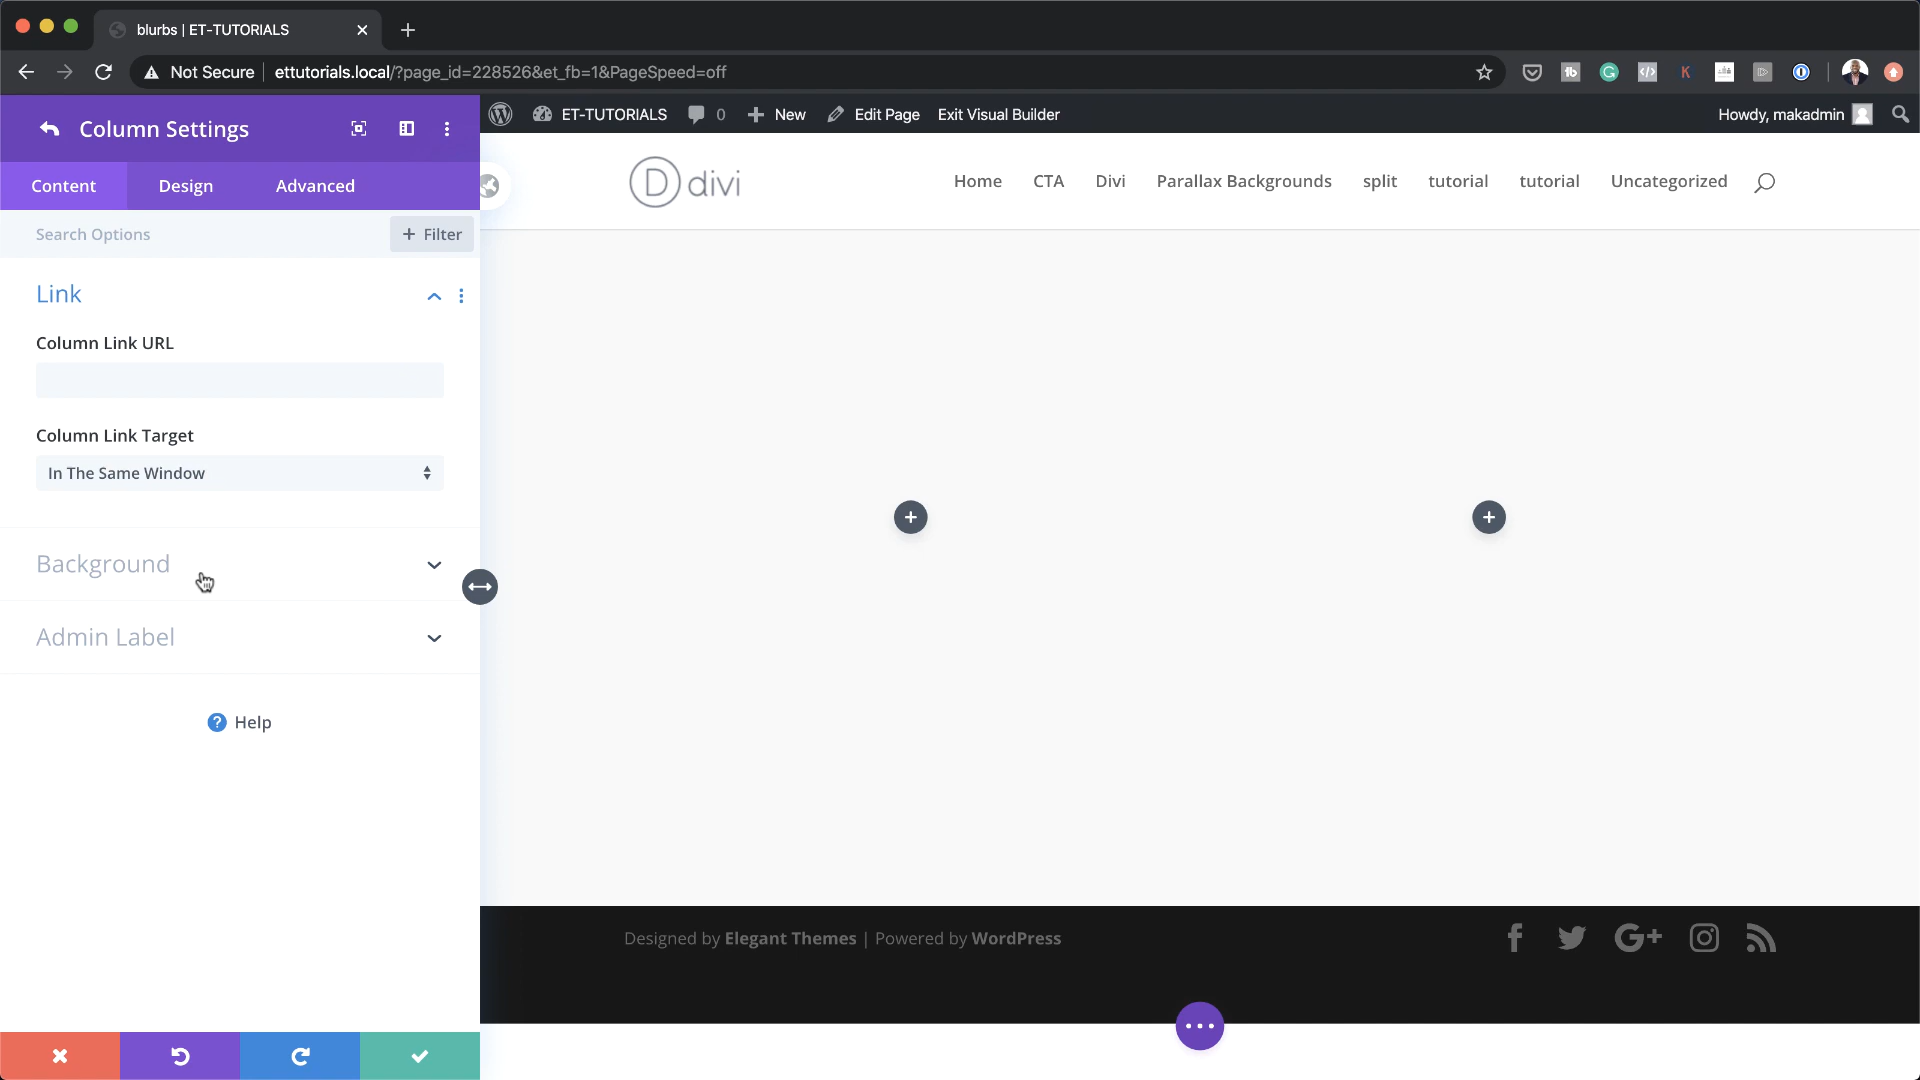 blurbs | ET-TUTORIALS
Not Secure
ettutorials.local/?page_id=228526&et_fb=1&PageSpeed=off
Column Settings
ET-TUTORIALS
0
New
Edit Page
Exit Visual Builder
Howdy, makadmin
Content
Design
Advanced
divi
Home
CTA
Divi
Parallax Backgrounds
split
tutorial
tutorial
Uncategorized
Search Options
+ Filter
Link
Column Link URL
Column Link Target
In The Same Window
Background
Admin Label
? Help
Designed by Elegant Themes | Powered by WordPress